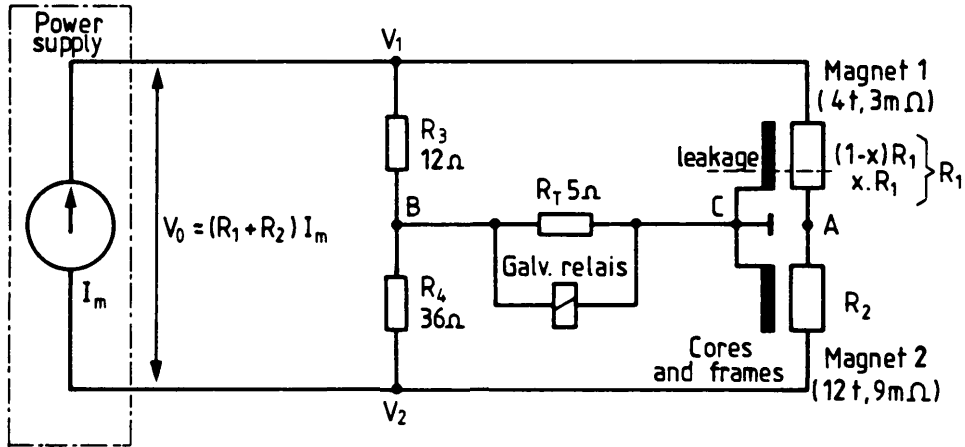 Power
supply
V₁
Magnet 1
(4t, 3mΩ)
R₃
12Ω
leakage
(1-x)R₁
x.R₁
R₁
R_T 5Ω
B
C
A
V₀ ≈ (R₁ + R₂) Iₘ
Galv. relais
Iₘ
R₄
36Ω
R₂
Cores
and frames
Magnet 2
(12t, 9mΩ)
V₂